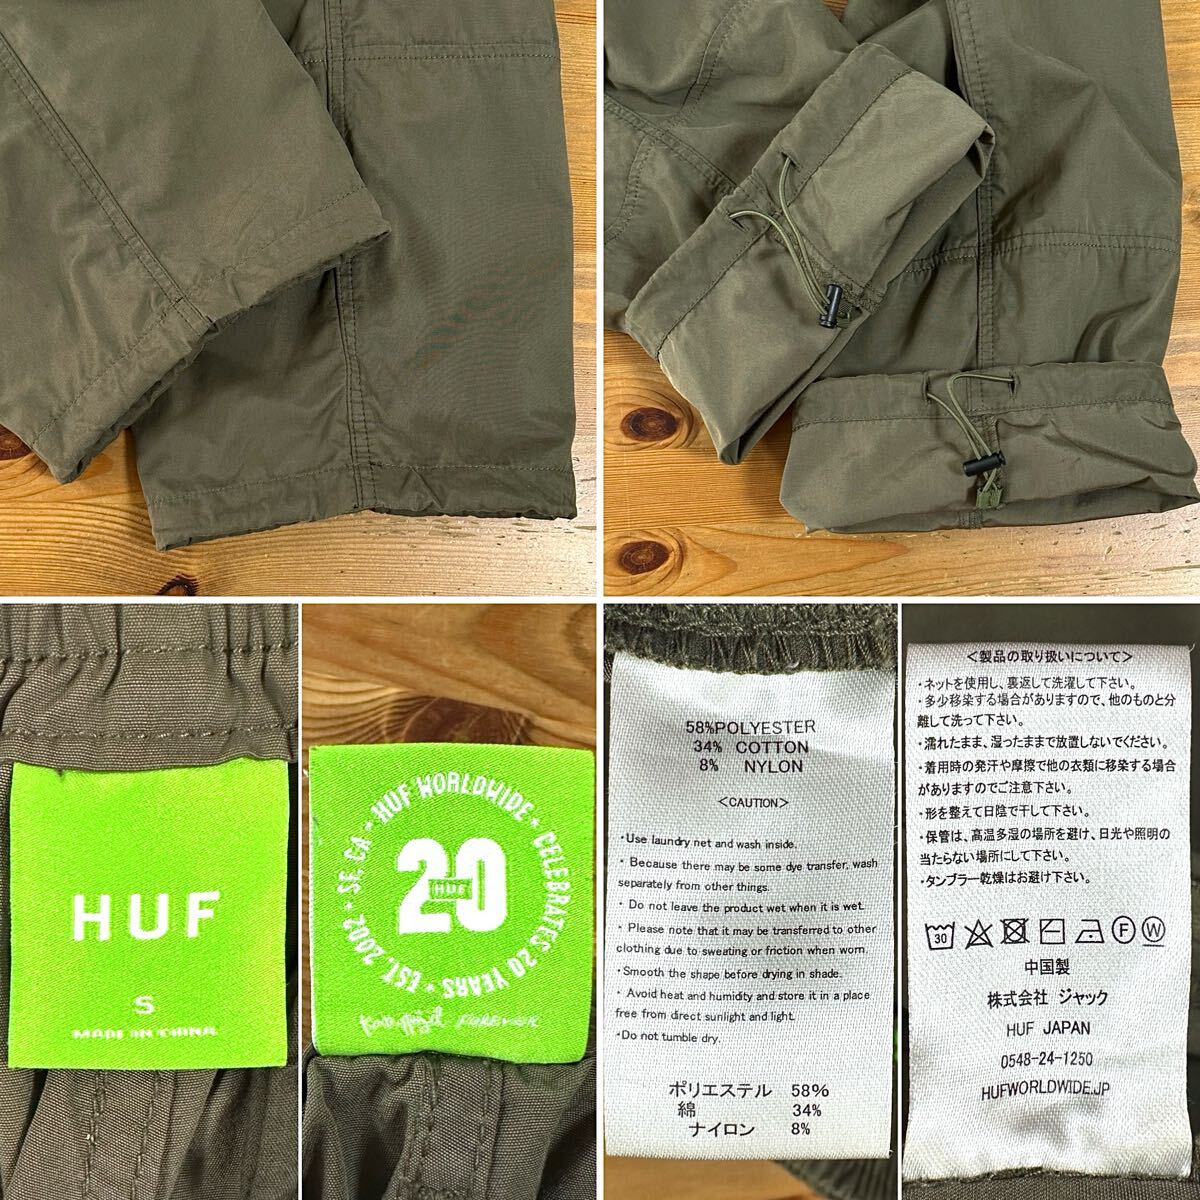 HUF
S
MADE IN CHINA
HUF WORLDWIDE • CELEBRATES 20 YEARS • EST. 2002 • SF, CA •
20
HUF
FOREVER
58%POLYESTER
34% COTTON
8% NYLON
<CAUTION>
・Use laundry net and wash inside.
・ Because there may be some dye transfer, wash
separately from other things.
・ Do not leave the product wet when it is wet.
・ Please note that it may be transferred to other
clothing due to sweating or friction when worn.
・Smooth the shape before drying in shade.
・ Avoid heat and humidity and store it in a place
free from direct sunlight and light.
・Do not tumble dry.
ポリエステル 58%
綿 34%
ナイロン 8%
<製品の取り扱いについて>
・ネットを使用し、裏返して洗濯して下さい。
・多少移染する場合がありますので、他のものと分
離して洗って下さい。
・濡れたまま、湿ったままで放置しないでください。
・着用時の発汗や摩擦で他の衣類に移染する場合
がありますのでご注意下さい。
・形を整えて日陰で干して下さい。
・保管は、高温多湿の場所を避け、日光や照明の
当たらない場所にして下さい。
・タンブラー乾燥はお避け下さい。
30 F W
中国製
株式会社 ジャック
HUF JAPAN
0548-24-1250
HUFWORLDWIDE.JP